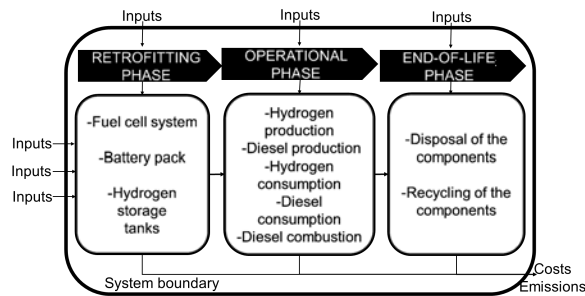 Inputs
Inputs
Inputs
RETROFITTING
PHASE
OPERATIONAL
PHASE
END-OF-LIFE
PHASE
Inputs
Inputs
Inputs
-Fuel cell system
-Battery pack
-Hydrogen
storage
tanks
-Hydrogen
production
-Diesel production
-Hydrogen
consumption
-Diesel
consumption
-Diesel combustion
-Disposal of the
components
-Recycling of the
components
System boundary
Costs
Emissions